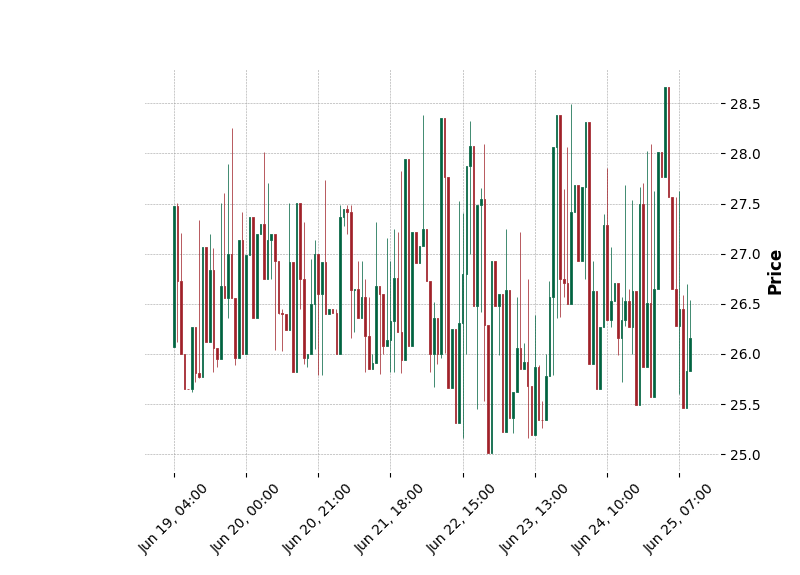 28.5
28.0
27.5
27.0
26.5
26.0
25.5
25.0
Price
Jun 19, 04:00
Jun 20, 00:00
Jun 20, 21:00
Jun 21, 18:00
Jun 22, 15:00
Jun 23, 13:00
Jun 24, 10:00
Jun 25, 07:00